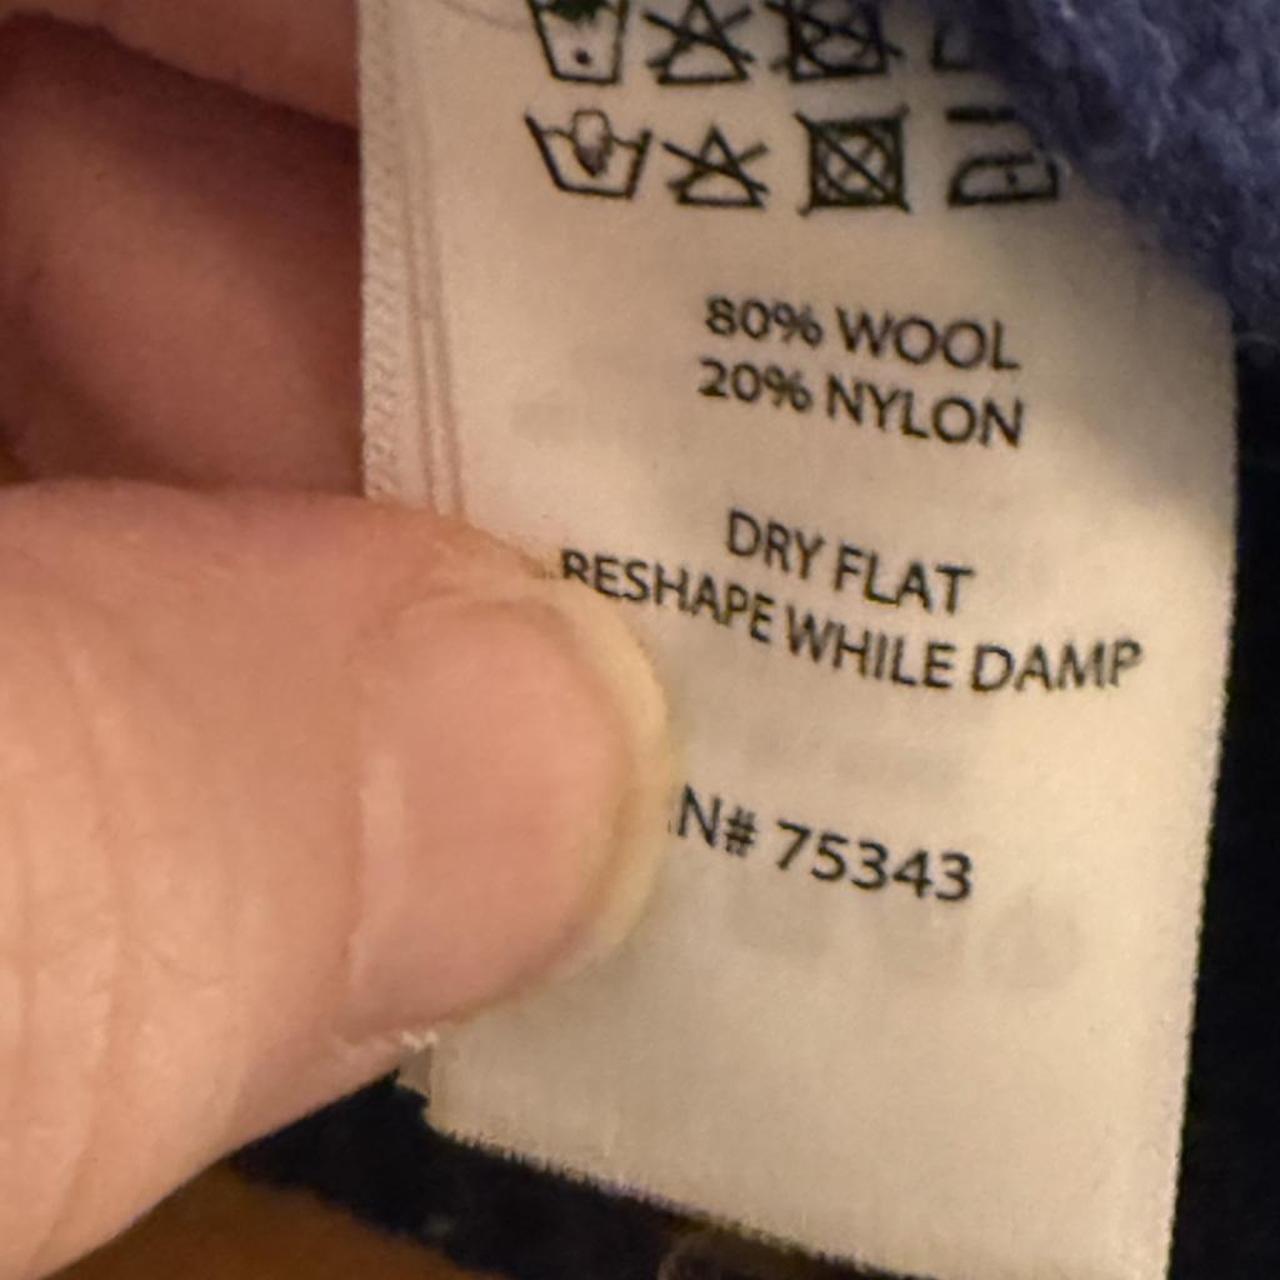 80% WOOL
20% NYLON
DRY FLAT
RESHAPE WHILE DAMP
N# 75343